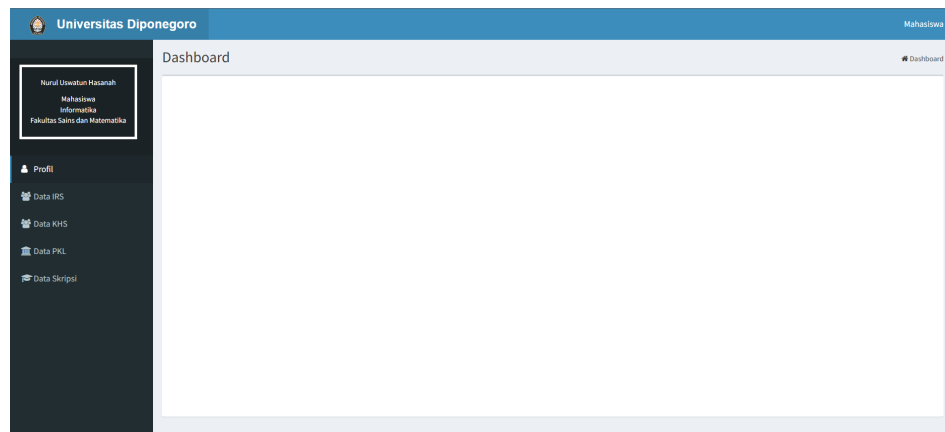 Universitas Diponegoro
Mahasiswa
Dashboard
Dashboard
Nurul Uswatun Hasanah
Mahasiswa
Informatika
Fakultas Sains dan Matematika
Profil
Data IRS
Data KHS
Data PKL
Data Skripsi